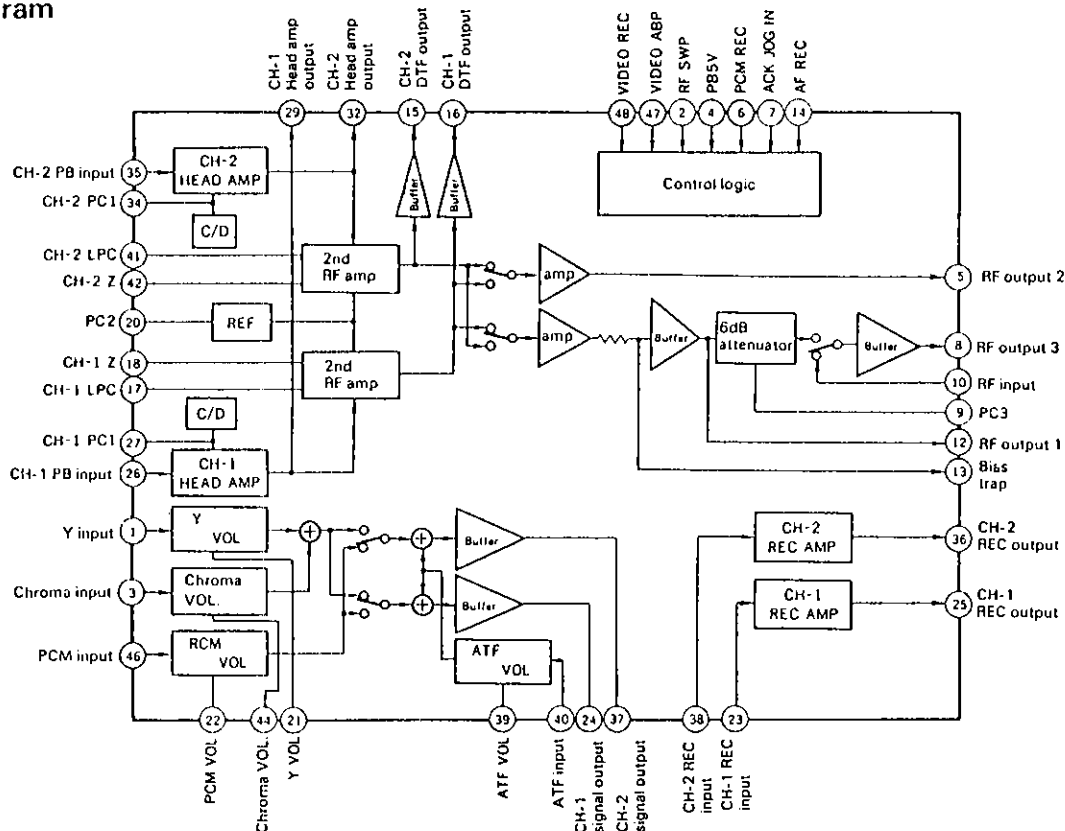 ram
CH-1
Head amp
output
CH-2
Head amp
output
CH-2
DTF output
CH-1
DTF output
VIDEO REC
VIDEO ABP
RF SWP
PB5V
PCM REC
ACK JOG IN
AF REC
29
32
15
16
48
47
2
4
6
7
14
Control logic
CH-2 PB input
35
CH-2
HEAD AMP
CH-2 PC1
34
C/D
Buffer
Buffer
CH-2 LPC
41
CH-2 Z
42
2nd
RF amp
PC2
20
REF
CH-1 Z
18
CH-1 LPC
17
2nd
RF amp
C/D
CH-1 PC1
27
CH-1 PB input
26
CH-1
HEAD AMP
amp
5
RF output 2
amp
Buffer
6dB
attenuator
Buffer
8
RF output 3
10
RF input
9
PC3
12
RF output 1
13
Bias
trap
Y input
1
Y
VOL
Chroma input
3
Chroma
VOL.
PCM input
46
RCM
VOL
Buffer
Buffer
ATF
VOL
CH-2
REC AMP
36
CH-2
REC output
CH-1
REC AMP
25
CH-1
REC output
22
44
21
39
40
24
37
38
23
PCM VOL
Chroma VOL.
Y VOL
ATF VOL
ATF input
CH-1
signal output
CH-2
signal output
CH-2 REC
input
CH-1 REC
input